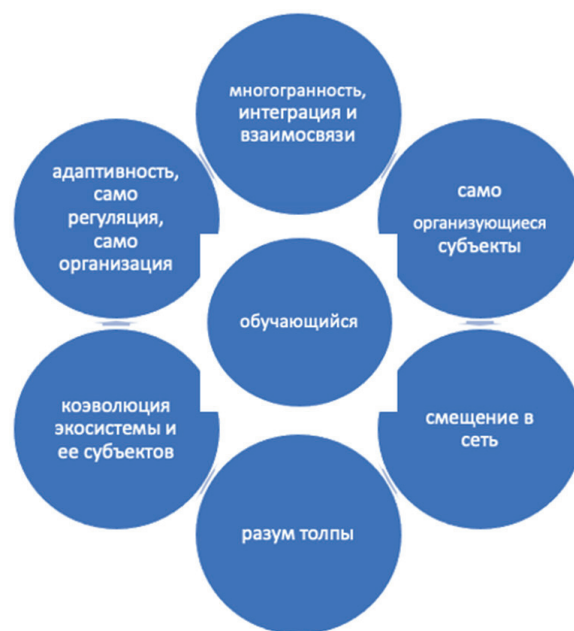 многогранность,
интеграция и
взаимосвязи
адаптивность,
само
регуляция,
само
организация
само
организующиеся
субъекты
обучающийся
коэволюция
экосистемы и
ее субъектов
смещение в
сеть
разум толпы